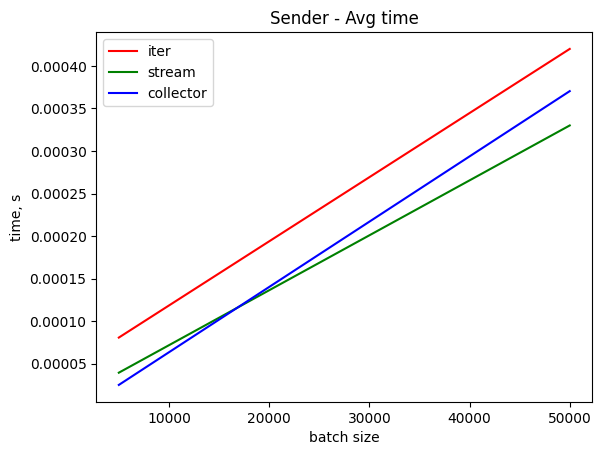 Sender - Avg time
iter
stream
collector
time, s
0.00040
0.00035
0.00030
0.00025
0.00020
0.00015
0.00010
0.00005
10000 20000 30000 40000 50000
batch size